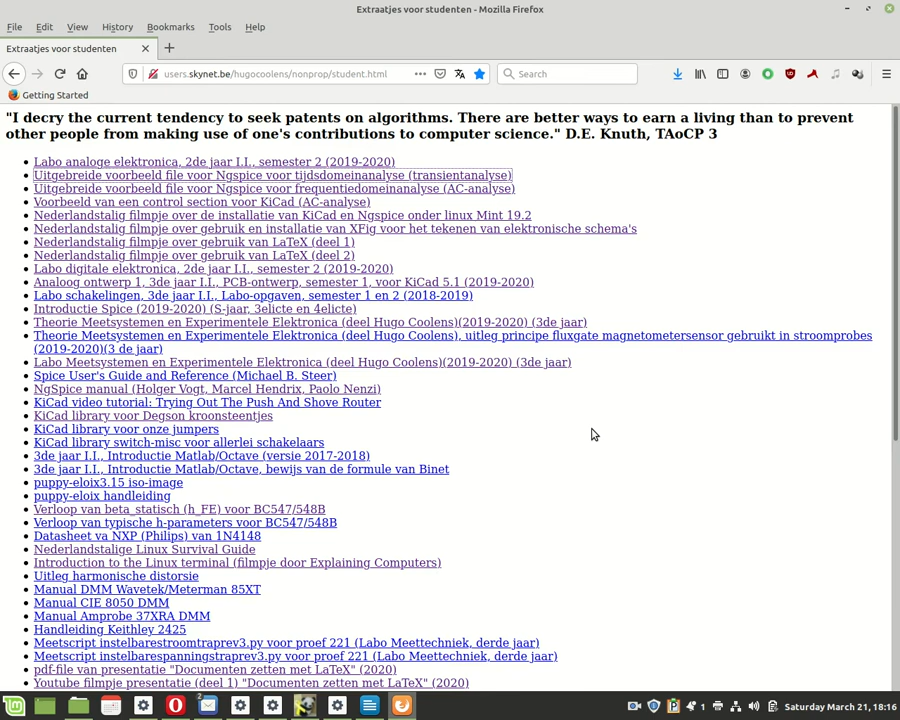 Extraatjes voor studenten - Mozilla Firefox
File Edit View History Bookmarks Tools Help
Extraatjes voor studenten
users.skynet.be/hugocoolens/nonprop/student.html
Search
Getting Started
"I decry the current tendency to seek patents on algorithms. There are better ways to earn a living than to prevent
other people from making use of one's contributions to computer science." D.E. Knuth, TAoCP 3
Labo analoge elektronica, 2de jaar I.I., semester 2 (2019-2020)
Uitgebreide voorbeeld file voor Ngspice voor tijdsdomeinanalyse (transientanalyse)
Uitgebreide voorbeeld file voor Ngspice voor frequentiedomeinanalyse (AC-analyse)
Voorbeeld van een control section voor KiCad (AC-analyse)
Nederlandstalig filmpje over de installatie van KiCad en Ngspice onder linux Mint 19.2
Nederlandstalig filmpje over gebruik en installatie van XFig voor het tekenen van elektronische schema's
Nederlandstalig filmpje over gebruik van LaTeX (deel 1)
Nederlandstalig filmpje over gebruik van LaTeX (deel 2)
Labo digitale elektronica, 2de jaar I.I., semester 2 (2019-2020)
Analoog ontwerp 1, 3de jaar I.I., PCB-ontwerp, semester 1, voor KiCad 5.1 (2019-2020)
Labo schakelingen, 3de jaar I.I., Labo-opgaven, semester 1 en 2 (2018-2019)
Introductie Spice (2019-2020) (S-jaar, 3elicte en 4elicte)
Theorie Meetsystemen en Experimentele Elektronica (deel Hugo Coolens)(2019-2020) (3de jaar)
Theorie Meetsystemen en Experimentele Elektronica (deel Hugo Coolens), uitleg principe fluxgate magnetometersensor gebruikt in stroomprobes
(2019-2020)(3 de jaar)
Labo Meetsystemen en Experimentele Elektronica (deel Hugo Coolens)(2019-2020) (3de jaar)
Spice User's Guide and Reference (Michael B. Steer)
NgSpice manual (Holger Vogt, Marcel Hendrix, Paolo Nenzi)
KiCad video tutorial: Trying Out The Push And Shove Router
KiCad library voor Degson kroonsteentjes
KiCad library voor onze jumpers
KiCad library switch-misc voor allerlei schakelaars
3de jaar I.I., Introductie Matlab/Octave (versie 2017-2018)
3de jaar I.I., Introductie Matlab/Octave, bewijs van de formule van Binet
puppy-eloix3.15 iso-image
puppy-eloix handleiding
Verloop van beta_statisch (h_FE) voor BC547/548B
Verloop van typische h-parameters voor BC547/548B
Datasheet va NXP (Philips) van 1N4148
Nederlandstalige Linux Survival Guide
Introduction to the Linux terminal (filmpje door Explaining Computers)
Uitleg harmonische distorsie
Manual DMM Wavetek/Meterman 85XT
Manual CIE 8050 DMM
Manual Amprobe 37XRA DMM
Handleiding Keithley 2425
Meetscript instelbarestroomtraprev3.py voor proef 221 (Labo Meettechniek, derde jaar)
Meetscript instelbarespanningstraprev3.py voor proef 221 (Labo Meettechniek, derde jaar)
pdf-file van presentatie "Documenten zetten met LaTeX" (2020)
Youtube filmpje presentatie (deel 1) "Documenten zetten met LaTeX" (2020)
2
1
Saturday March 21, 18:16